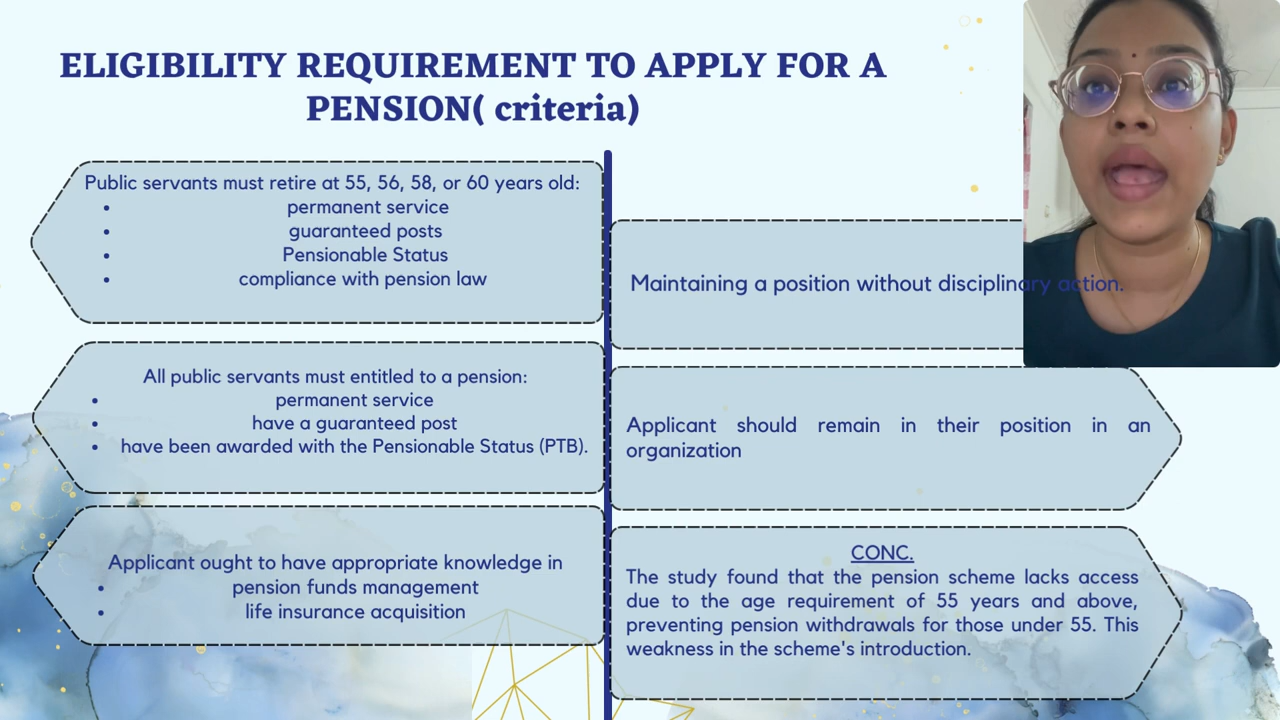 ELIGIBILITY REQUIREMENT TO APPLY FOR A
PENSION( criteria)
Public servants must retire at 55, 56, 58, or 60 years old:
• permanent service
• guaranteed posts
• Pensionable Status
• compliance with pension law
All public servants must entitled to a pension:
• permanent service
• have a guaranteed post
• have been awarded with the Pensionable Status (PTB).
Applicant ought to have appropriate knowledge in
• pension funds management
• life insurance acquisition
Maintaining a position without disciplinary action.
Applicant should remain in their position in an
organization
CONC.
The study found that the pension scheme lacks access
due to the age requirement of 55 years and above,
preventing pension withdrawals for those under 55. This
weakness in the scheme's introduction.